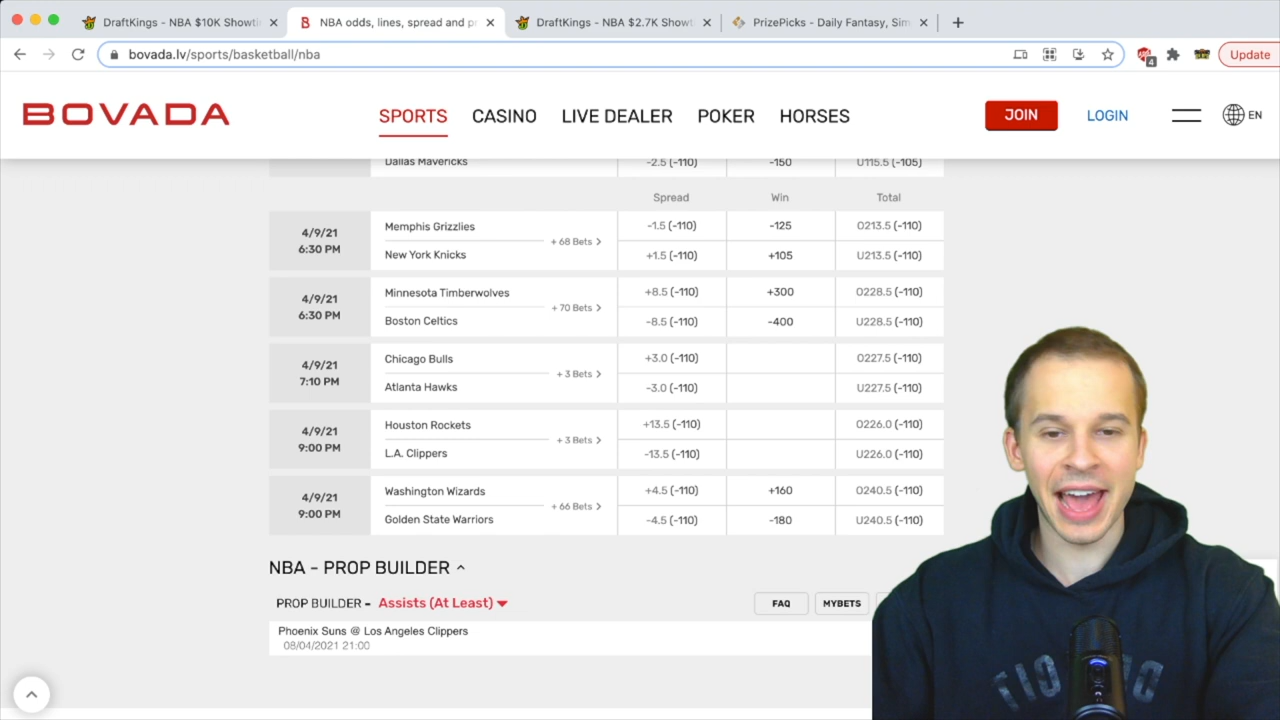 DraftKings - NBA $10K Showti
NBA odds, lines, spread and p
DraftKings - NBA $2.7K Showt
PrizePicks - Daily Fantasy, Sim
bovada.lv/sports/basketball/nba
4
Update
BOVADA
SPORTS
CASINO
LIVE DEALER
POKER
HORSES
JOIN
LOGIN
EN
Dallas Mavericks
-2.5 (-110)
-150
U115.5 (-105)
Spread
Win
Total
4/9/21
6:30 PM
Memphis Grizzlies
New York Knicks
+ 68 Bets
-1.5 (-110)
-125
O213.5 (-110)
+1.5 (-110)
+105
U213.5 (-110)
4/9/21
6:30 PM
Minnesota Timberwolves
Boston Celtics
+ 70 Bets
+8.5 (-110)
+300
O228.5 (-110)
-8.5 (-110)
-400
U228.5 (-110)
4/9/21
7:10 PM
Chicago Bulls
Atlanta Hawks
+ 3 Bets
+3.0 (-110)
O227.5 (-110)
-3.0 (-110)
U227.5 (-110)
4/9/21
9:00 PM
Houston Rockets
L.A. Clippers
+ 3 Bets
+13.5 (-110)
O226.0 (-110)
-13.5 (-110)
U226.0 (-110)
4/9/21
9:00 PM
Washington Wizards
Golden State Warriors
+ 66 Bets
+4.5 (-110)
+160
O240.5 (-110)
-4.5 (-110)
-180
U240.5 (-110)
NBA - PROP BUILDER
PROP BUILDER - Assists (At Least)
FAQ
MYBETS
Phoenix Suns @ Los Angeles Clippers
08/04/2021 21:00